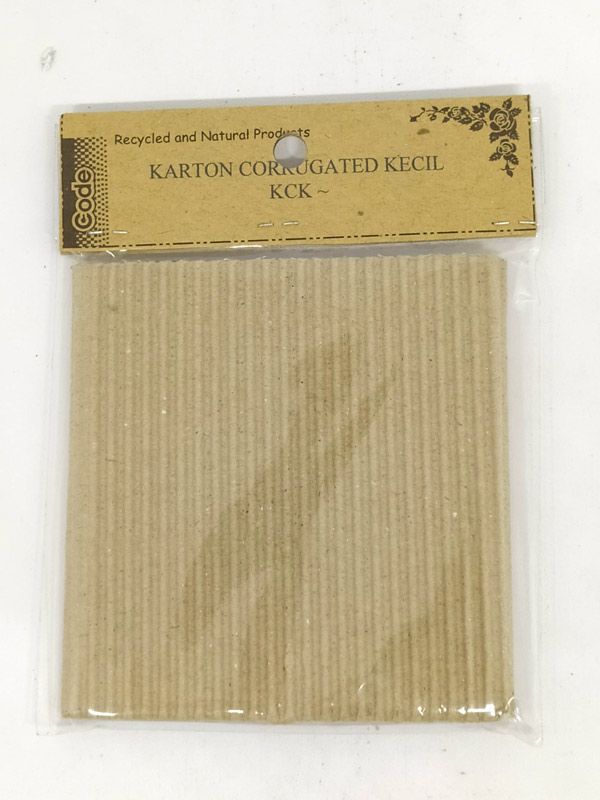 Recycled and Natural Products
KARTON CORRUGATED KECIL
KCK ~
Code